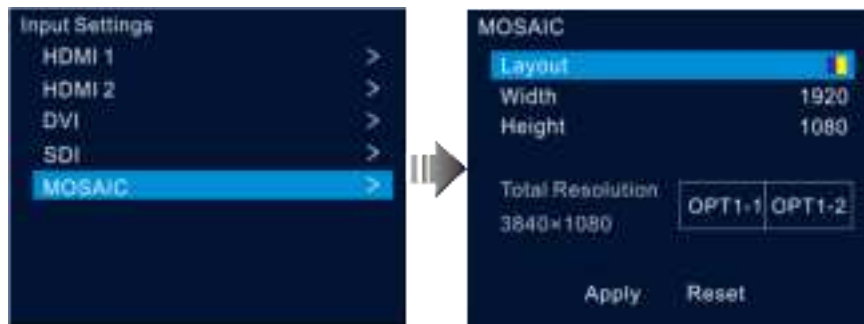 Input Settings
HDMI 1 >
HDMI 2 >
DVI >
SDI >
MOSAIC >
MOSAIC
Layout
Width 1920
Height 1080
Total Resolution
3840×1080
OPT1-1 OPT1-2
Apply Reset